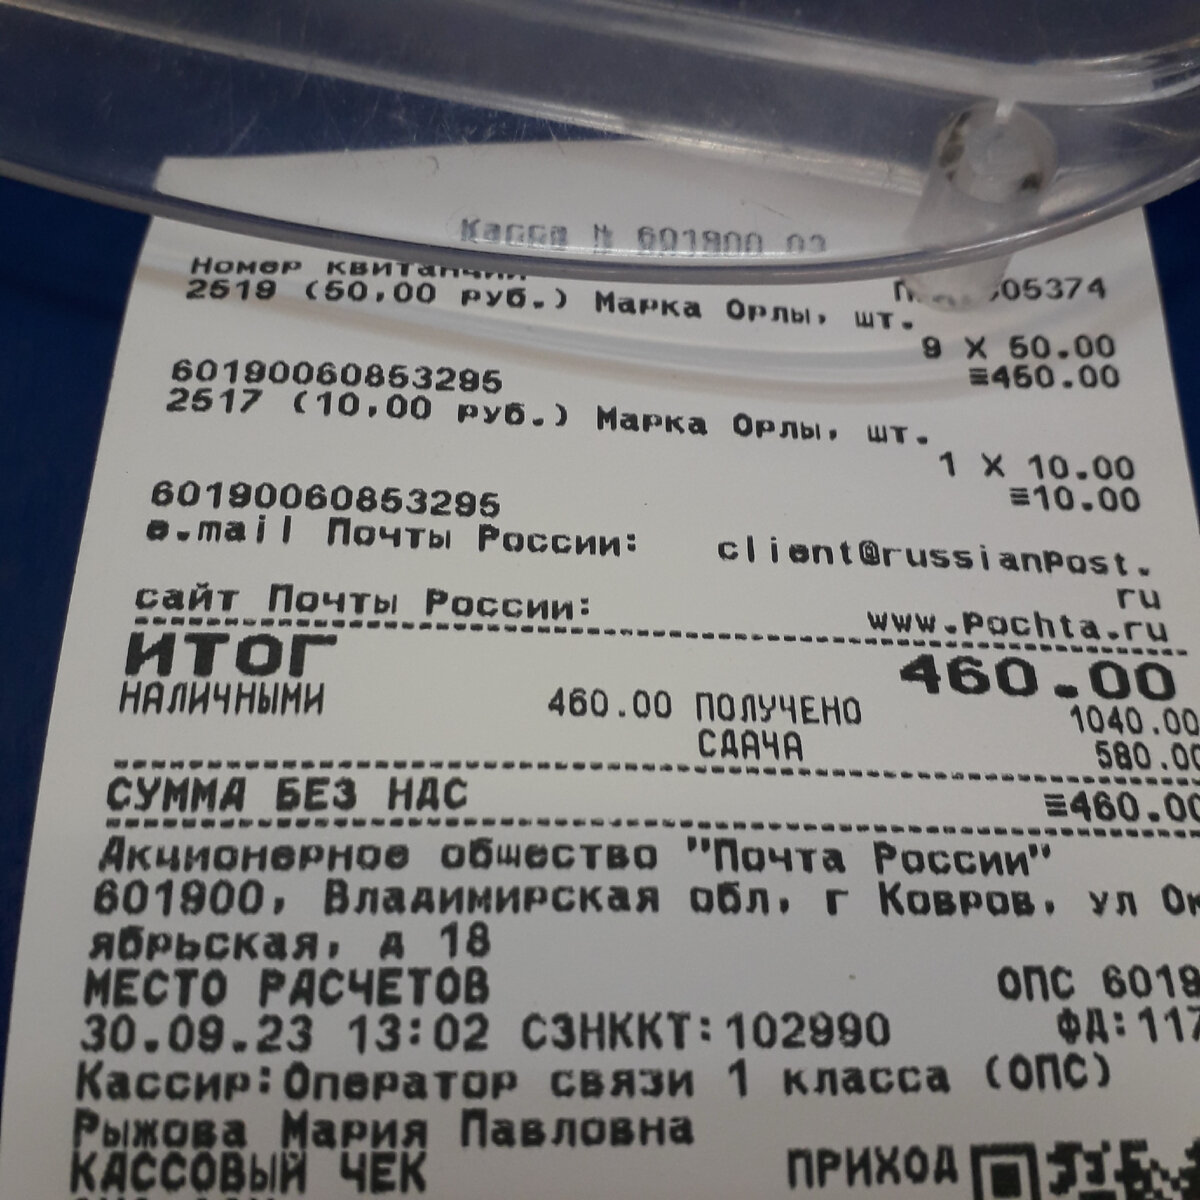 Касса № 601900 03
Номер квитанции 05374
2519 (50,00 руб.) Марка Орлы, шт.
9 X 50.00
60190060853295 ≡450.00
2517 (10,00 руб.) Марка Орлы, шт.
1 X 10.00
60190060853295 ≡10.00
e.mail Почты России: client@russianpost.
ru
сайт Почты России: www.pochta.ru
ИТОГ 460.00
НАЛИЧНЫМИ 460.00 ПОЛУЧЕНО 1040.00
СДАЧА 580.00
СУММА БЕЗ НДС ≡460.00
Акционерное общество "Почта России"
601900, Владимирская обл, г Ковров, ул Ок
ябрьская, д 18
МЕСТО РАСЧЕТОВ ОПС 6019
30.09.23 13:02 СЗНККТ:102990 ФД:117
Кассир:Оператор связи 1 класса (ОПС)
Рыжова Мария Павловна
КАССОВЫЙ ЧЕК ПРИХОД